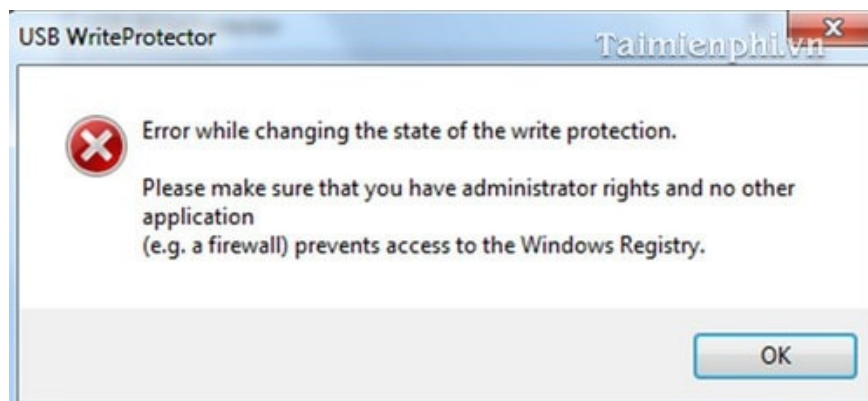 USB WriteProtector
Taimienphi.vn
Error while changing the state of the write protection.
Please make sure that you have administrator rights and no other
application
(e.g. a firewall) prevents access to the Windows Registry.
OK